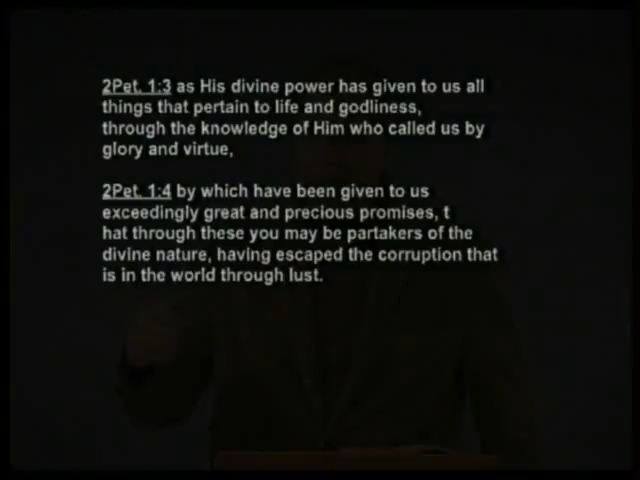 2Pet. 1:3 as His divine power has given to us all
things that pertain to life and godliness,
through the knowledge of Him who called us by
glory and virtue,
2Pet. 1:4 by which have been given to us
exceedingly great and precious promises, t
hat through these you may be partakers of the
divine nature, having escaped the corruption that
is in the world through lust.